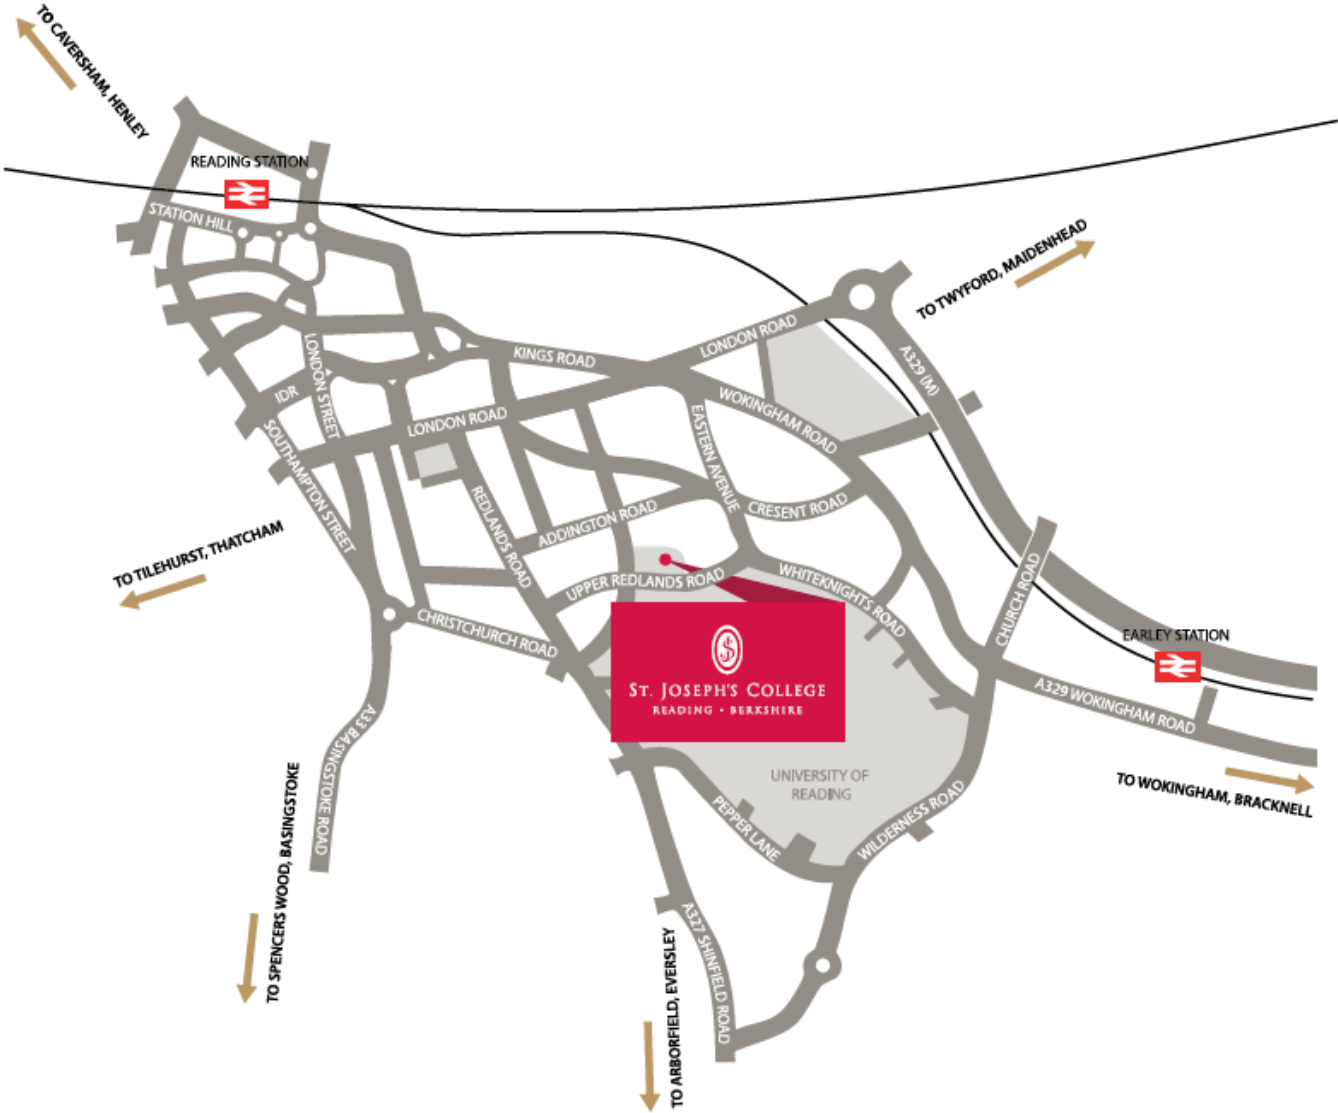 TO CAVERSHAM, HENLEY
READING STATION
STATION HILL
TO TWYFORD, MAIDENHEAD
LONDON ROAD
KINGS ROAD
A329 (M)
LONDON STREET
IDR
WOKINGHAM ROAD
LONDON ROAD
EASTERN AVENUE
SOUTHAMPTON STREET
REDLANDS ROAD
CRESENT ROAD
ADDINGTON ROAD
TO TILEHURST, THATCHAM
UPPER REDLANDS ROAD
WHITEKNIGHTS ROAD
CHURCH ROAD
CHRISTCHURCH ROAD
EARLEY STATION
ST. JOSEPH'S COLLEGE
READING • BERKSHIRE
A329 WOKINGHAM ROAD
A33 BASINGSTOKE ROAD
UNIVERSITY OF
READING
TO WOKINGHAM, BRACKNELL
PEPPER LANE
WILDERNESS ROAD
TO SPENCERS WOOD, BASINGSTOKE
A327 SHINFIELD ROAD
TO ARBORFIELD, EVERSLEY